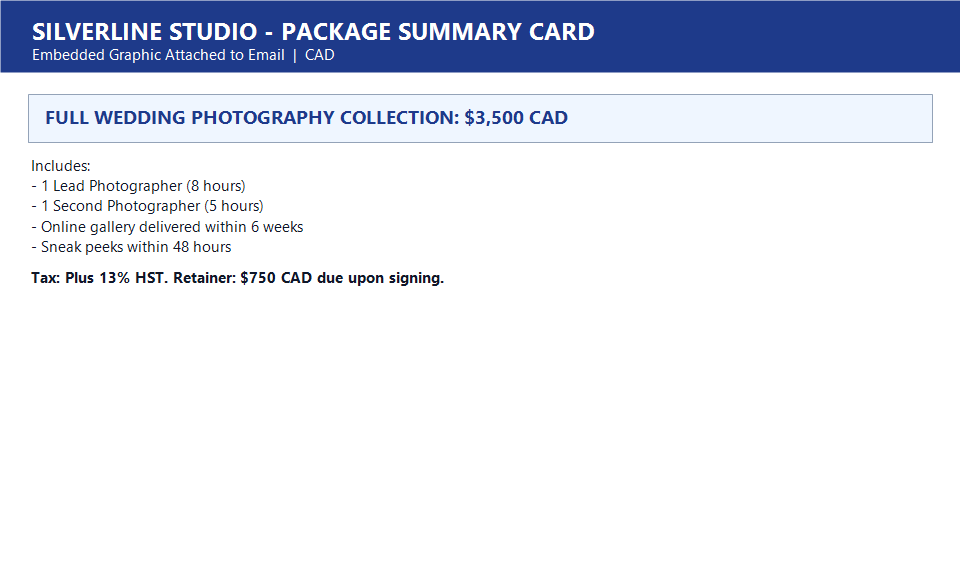 SILVERLINE STUDIO - PACKAGE SUMMARY CARD
Embedded Graphic Attached to Email | CAD
FULL WEDDING PHOTOGRAPHY COLLECTION: $3,500 CAD
Includes:
- 1 Lead Photographer (8 hours)
- 1 Second Photographer (5 hours)
- Online gallery delivered within 6 weeks
- Sneak peeks within 48 hours
Tax: Plus 13% HST. Retainer: $750 CAD due upon signing.